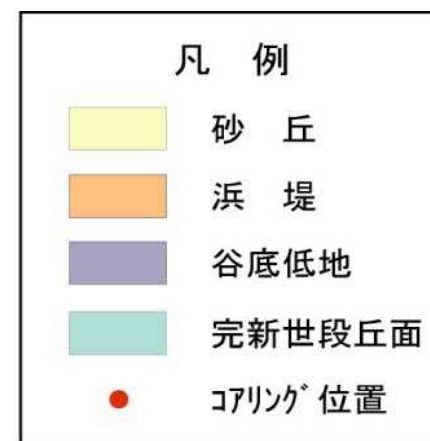 凡　例
砂　丘
浜　堤
谷底低地
完新世段丘面
ｺｱﾘﾝｸﾞ位置